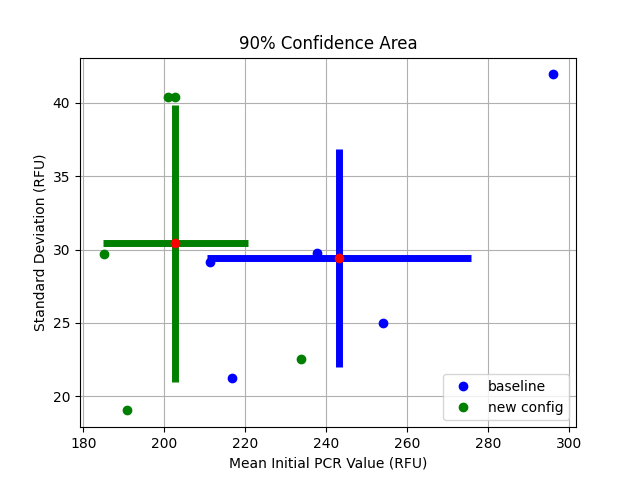 90% Confidence Area
Standard Deviation (RFU)
40
35
30
25
20
baseline
new config
180 200 220 240 260 280 300
Mean Initial PCR Value (RFU)